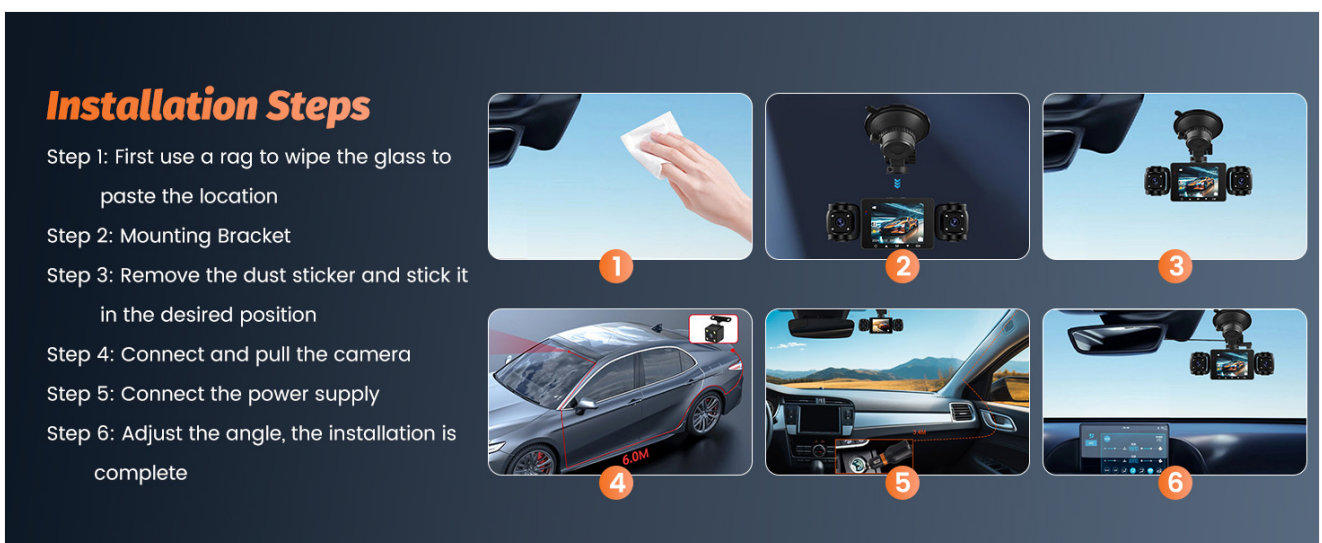 Installation Steps
Step 1: First use a rag to wipe the glass to
paste the location
Step 2: Mounting Bracket
Step 3: Remove the dust sticker and stick it
in the desired position
Step 4: Connect and pull the camera
Step 5: Connect the power supply
Step 6: Adjust the angle, the installation is
complete
1
2
3
6.0M
4
3.4M
5
6